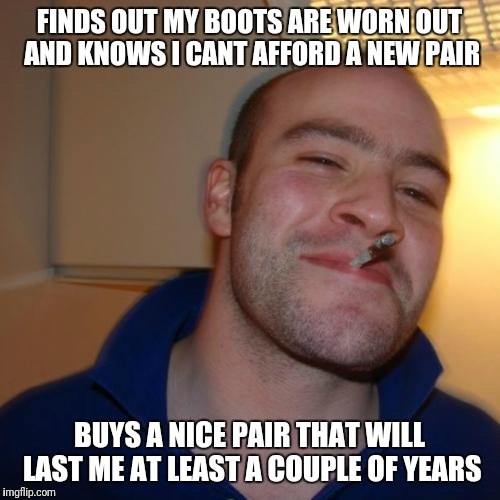 FINDS OUT MY BOOTS ARE WORN OUT
AND KNOWS I CANT AFFORD A NEW PAIR
BUYS A NICE PAIR THAT WILL
LAST ME AT LEAST A COUPLE OF YEARS
imgflip.com